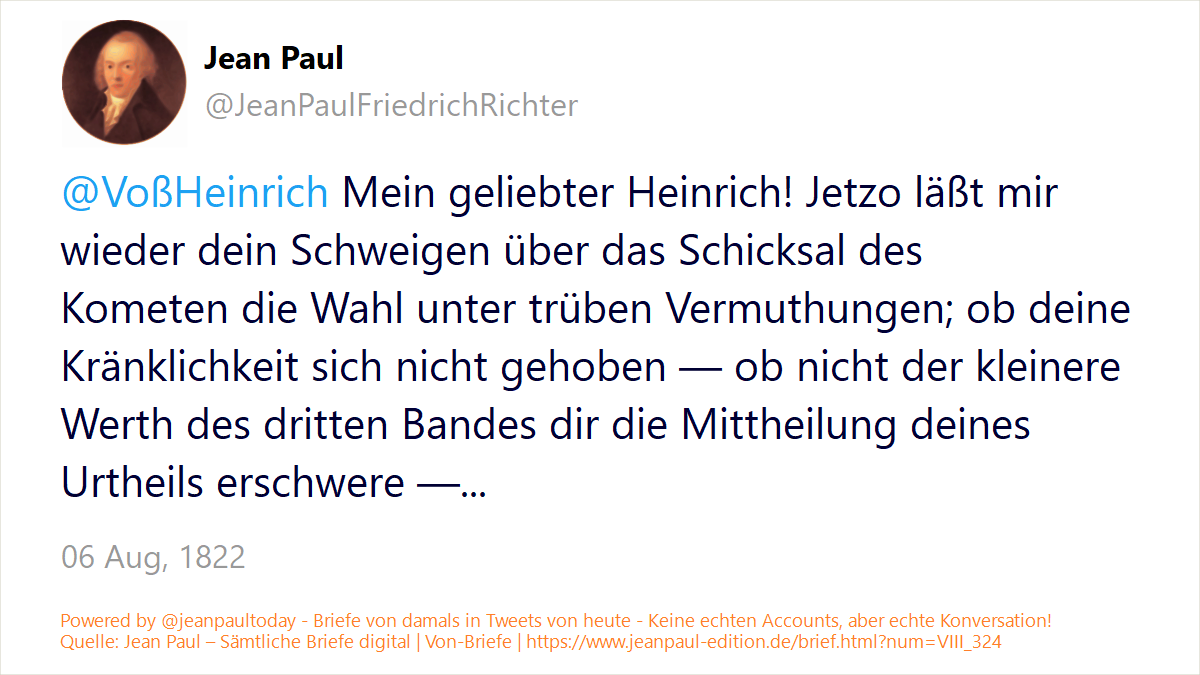 Jean Paul
@JeanPaulFriedrichRichter
@VoßHeinrich Mein geliebter Heinrich! Jetzo läßt mir
wieder dein Schweigen über das Schicksal des
Kometen die Wahl unter trüben Vermuthungen; ob deine
Kränklichkeit sich nicht gehoben — ob nicht der kleinere
Werth des dritten Bandes dir die Mittheilung deines
Urtheils erschwere —...
06 Aug, 1822
Powered by @jeanpaultoday - Briefe von damals in Tweets von heute - Keine echten Accounts, aber echte Konversation!
Quelle: Jean Paul – Sämtliche Briefe digital | Von-Briefe | https://www.jeanpaul-edition.de/brief.html?num=VIII_324